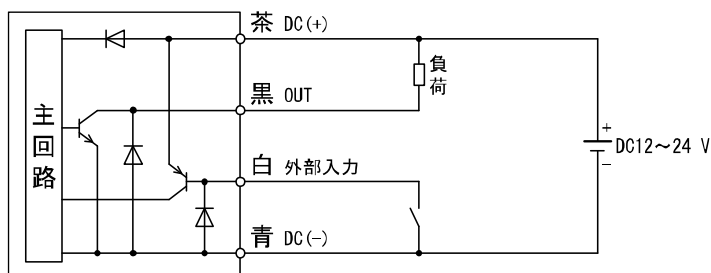 茶 DC(+)
負荷
主回路
黒 OUT
+
DC12～24 V
-
白 外部入力
青 DC(-)